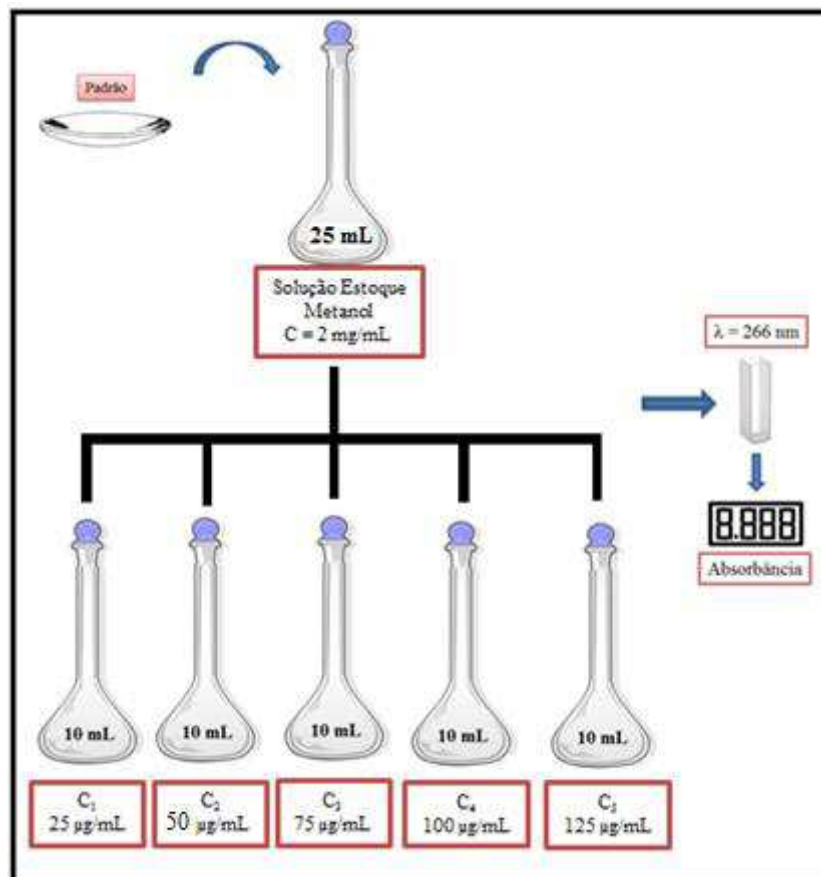 Padrão
25 mL
Solução Estoque
Metanol
C = 2 mg/mL
λ = 266 nm
8.888
Absorbância
10 mL
10 mL
10 mL
10 mL
10 mL
C₁
25 µg/mL
C₂
50 µg/mL
C₃
75 µg/mL
C₄
100 µg/mL
C₅
125 µg/mL